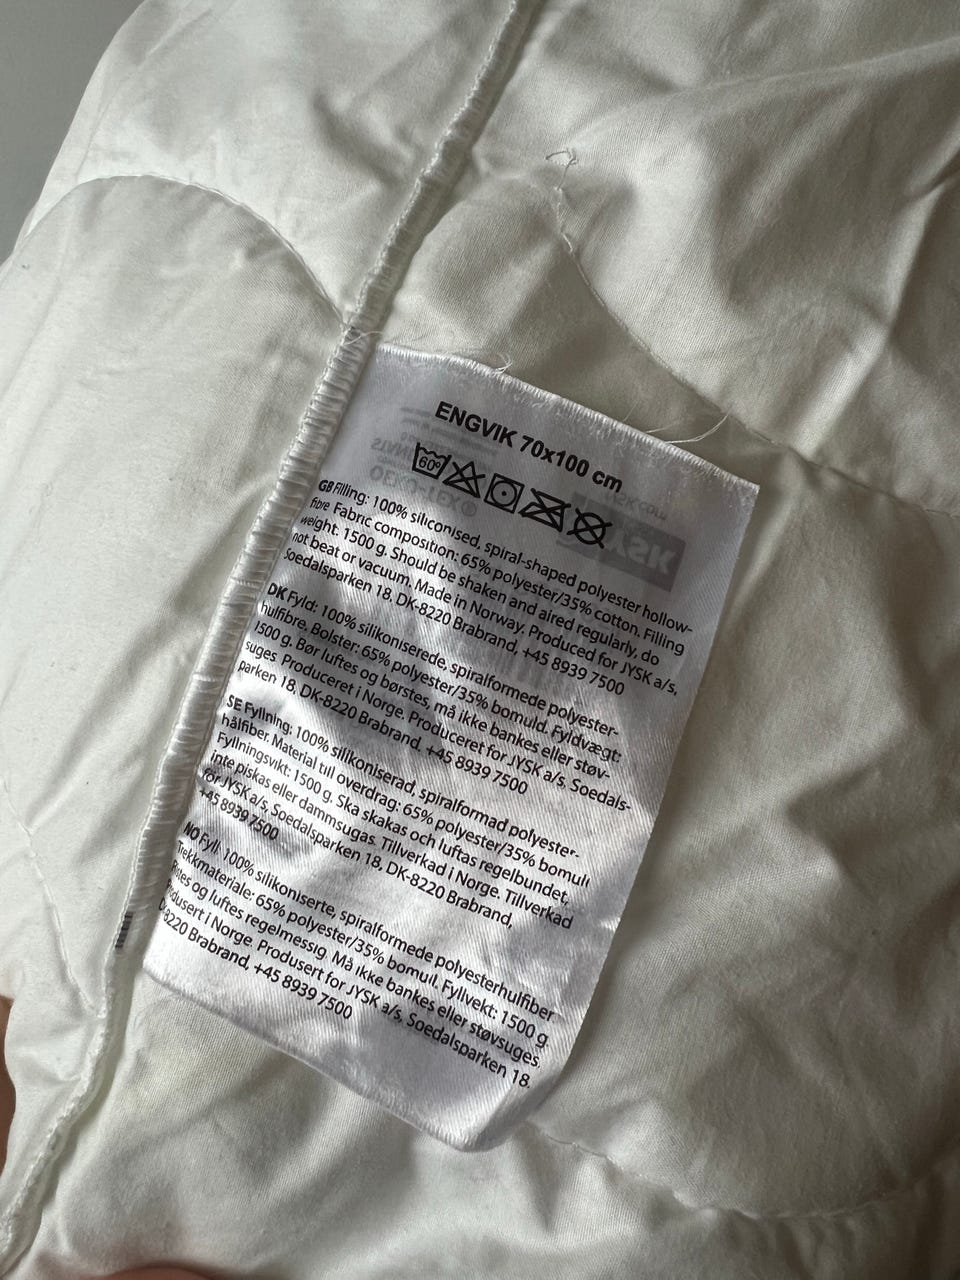 ENGVIK 70x100 cm
60°
GB Filling: 100% siliconised, spiral-shaped polyester hollow-
fibre Fabric composition: 65% polyester/35% cotton. Filling
weight: 1500 g. Should be shaken and aired regularly, do
not beat or vacuum. Made in Norway. Produced for JYSK a/s,
Soedalsparken 18, DK-8220 Brabrand, +45 8939 7500
DK Fyld: 100% silikoniserede, spiralformede polyester-
hulfibre. Bolster: 65% polyester/35% bomuld. Fyldvægt:
1500 g. Bør luftes og børstes, må ikke bankes eller støv-
suges. Produceret i Norge. Produceret for JYSK a/s, Soedals-
parken 18, DK-8220 Brabrand, +45 8939 7500
SE Fyllning: 100% silikoniserad, spiralformad polyester-
hålfiber. Material till overdrag: 65% polyester/35% bomull
Fyllningsvikt: 1500 g. Ska skakas och luftas regelbundet,
inte piskas eller dammsugas. Tillverkad i Norge. Tillverkad
för JYSK a/s, Soedalsparken 18, DK-8220 Brabrand,
+45 8939 7500
NO Fyll: 100% silikoniserte, spiralformede polyesterhulfiber
Trekkmateriale: 65% polyester/35% bomull. Fyllvekt: 1500 g
Ristes og luftes regelmessig. Må ikke bankes eller støvsuges.
Produsert i Norge. Produsert for JYSK a/s, Soedalsparken 18.
DK-8220 Brabrand, +45 8939 7500
JYSK
OEKO-TEX®